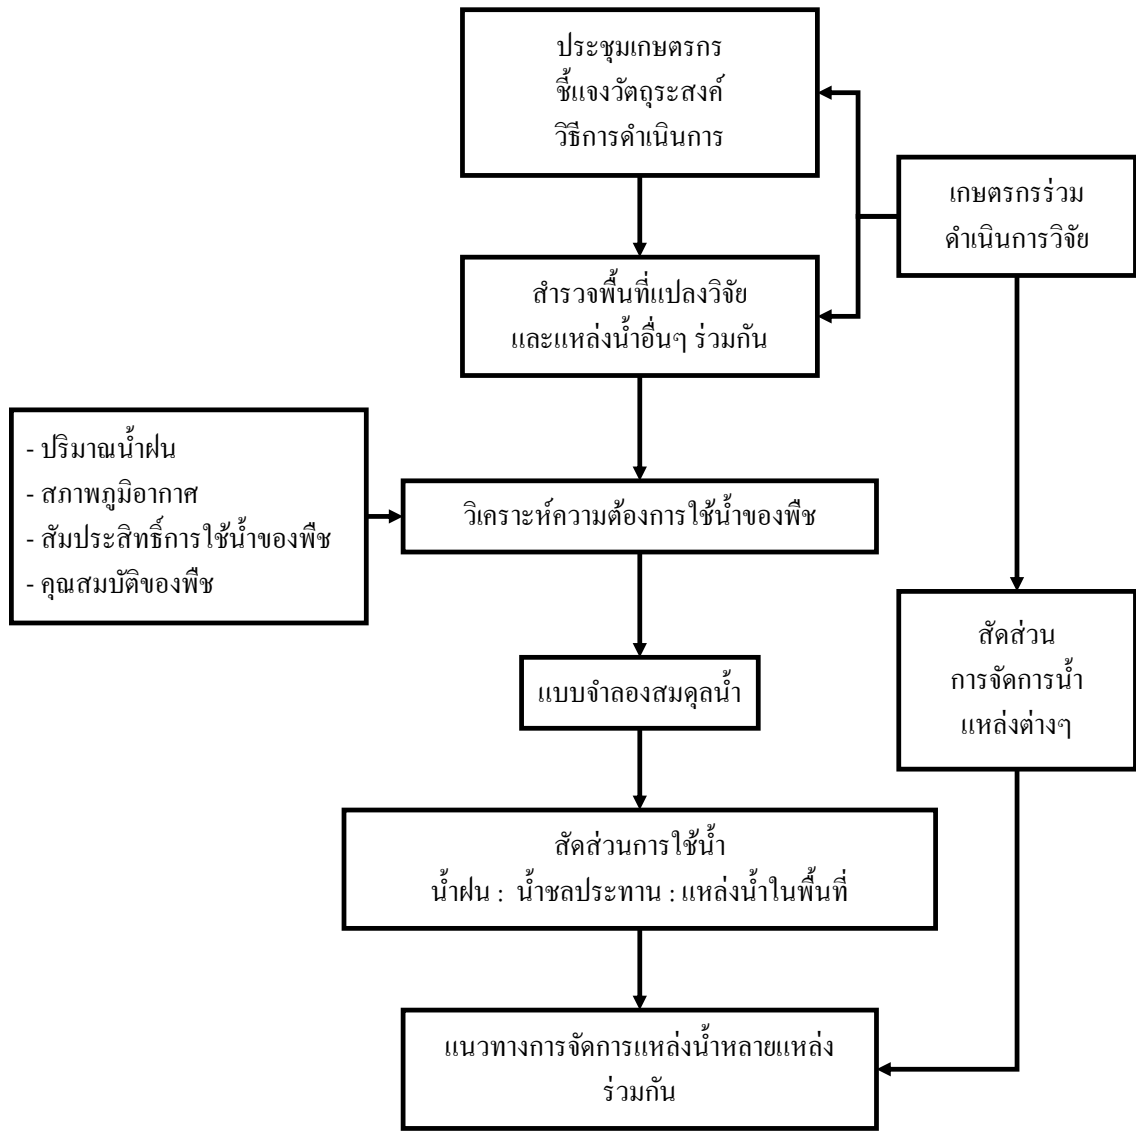 ประชุมเกษตรกร
ชี้แจงวัตถุระสงค์
วิธีการดำเนินการ
เกษตรกรร่วม
ดำเนินการวิจัย
สำรวจพื้นที่แปลงวิจัย
และแหล่งน้ำอื่นๆ ร่วมกัน
- ปริมาณน้ำฝน
- สภาพภูมิอากาศ
- สัมประสิทธิ์การใช้น้ำของพืช
- คุณสมบัติของพืช
วิเคราะห์ความต้องการใช้น้ำของพืช
สัดส่วน
การจัดการน้ำ
แหล่งต่างๆ
แบบจำลองสมดุลน้ำ
สัดส่วนการใช้น้ำ
น้ำฝน : น้ำชลประทาน : แหล่งน้ำในพื้นที่
แนวทางการจัดการแหล่งน้ำหลายแหล่ง
ร่วมกัน